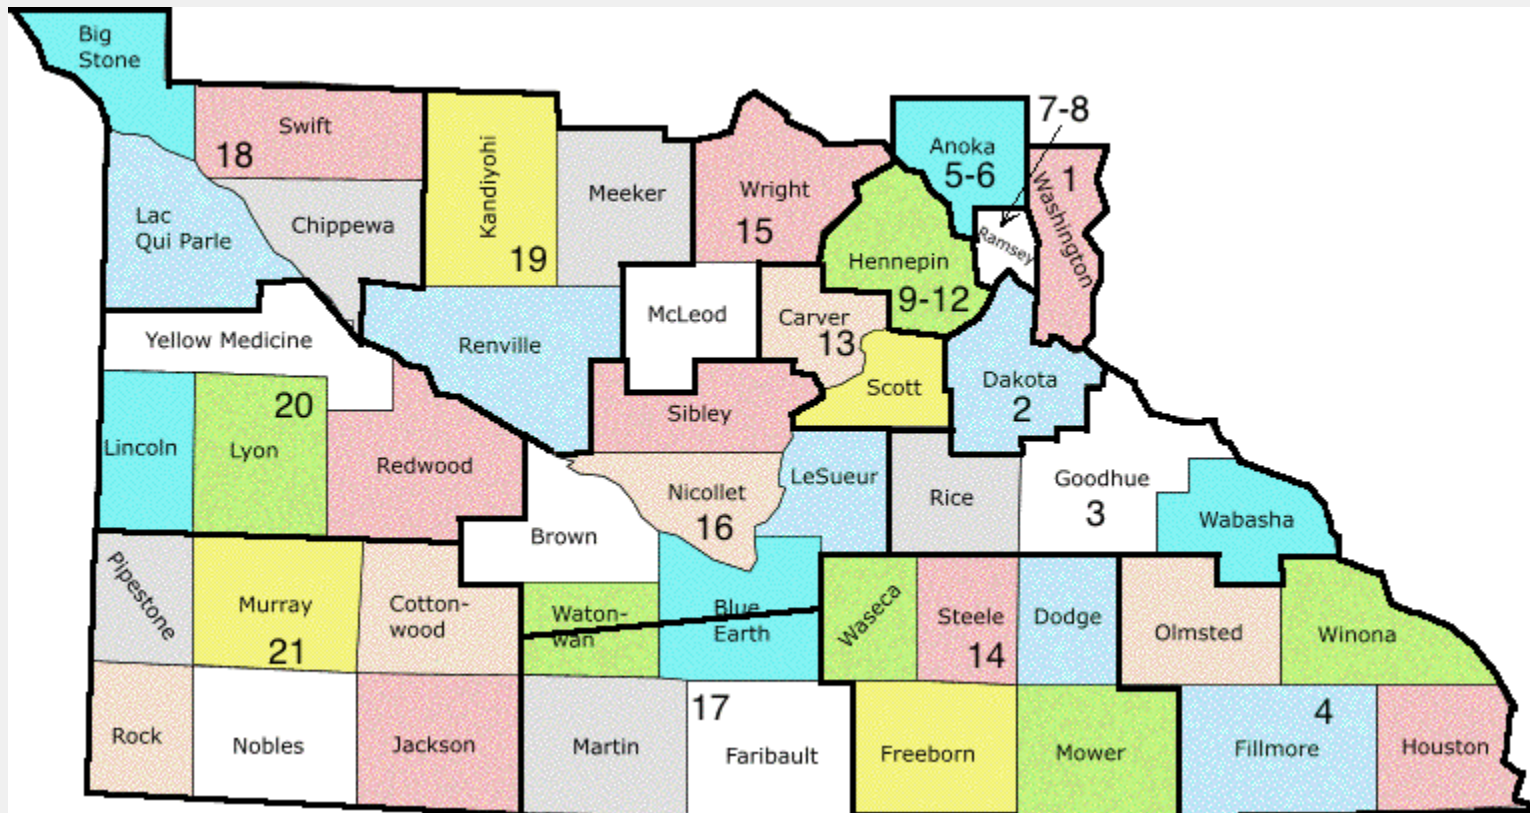 Big
Stone
7-8
Swift
18
Anoka
5-6
1
Washington
Kandiyohi
19
Meeker
Wright
15
Lac
Qui Parle
Chippewa
Ramsey
Hennepin
9-12
Yellow Medicine
Renville
McLeod
Carver
13
Scott
Dakota
2
Lincoln
20
Lyon
Redwood
Sibley
Nicollet
16
LeSueur
Rice
Goodhue
3
Wabasha
Brown
Pipestone
Murray
21
Cotton-
wood
Waton-
wan
Blue
Earth
Waseca
Steele
14
Dodge
Olmsted
Winona
Rock
Nobles
Jackson
Martin
17
Faribault
Freeborn
Mower
4
Fillmore
Houston